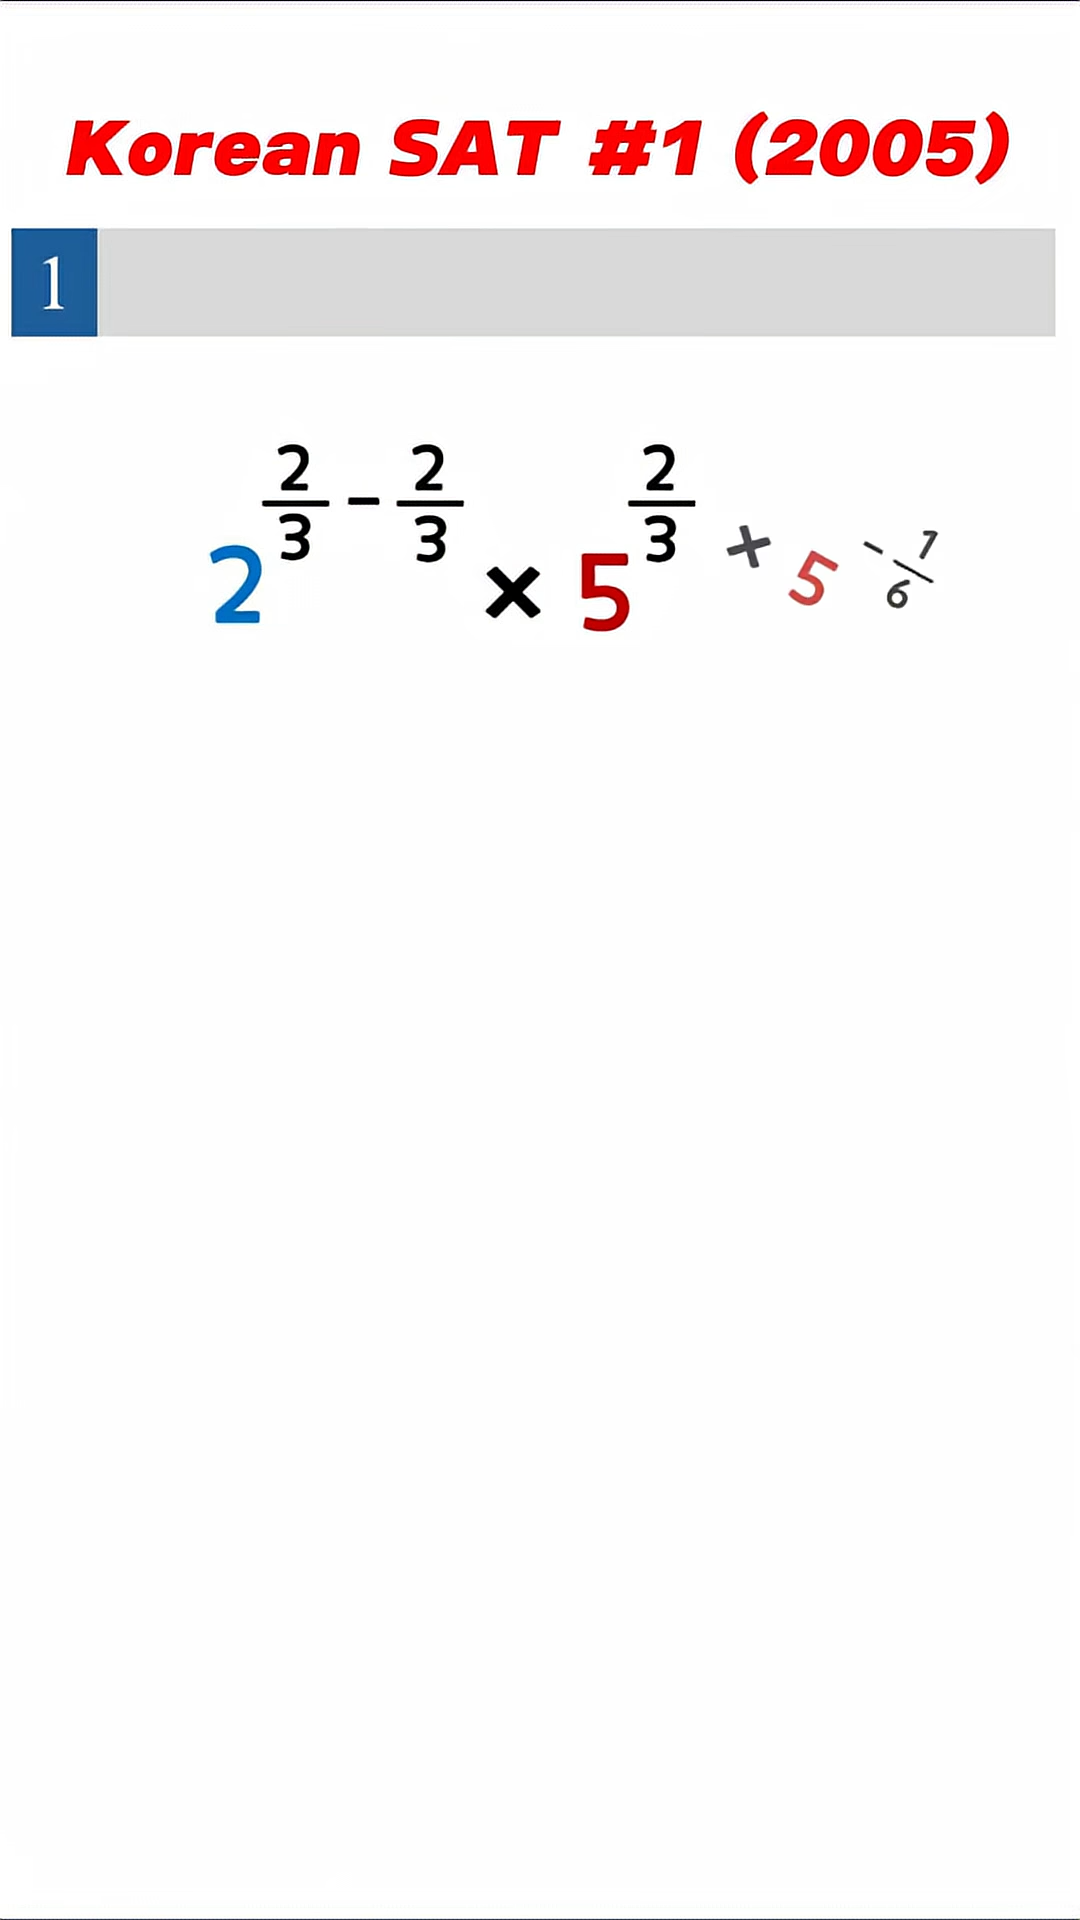 Korean SAT #1 (2005)
1
2^(2/3 - 2/3) × 5^(2/3) × 5^(-1/6)